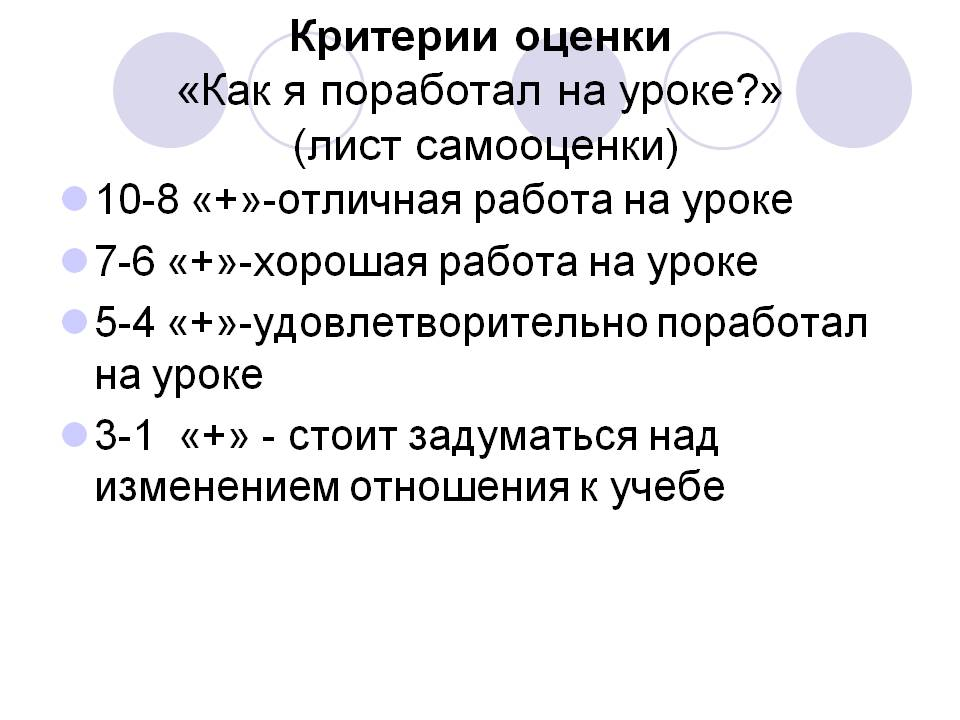 Критерии оценки
«Как я поработал на уроке?»
(лист самооценки)
10-8 «+»-отличная работа на уроке
7-6 «+»-хорошая работа на уроке
5-4 «+»-удовлетворительно поработал
на уроке
3-1  «+» - стоит задуматься над
изменением отношения к учебе